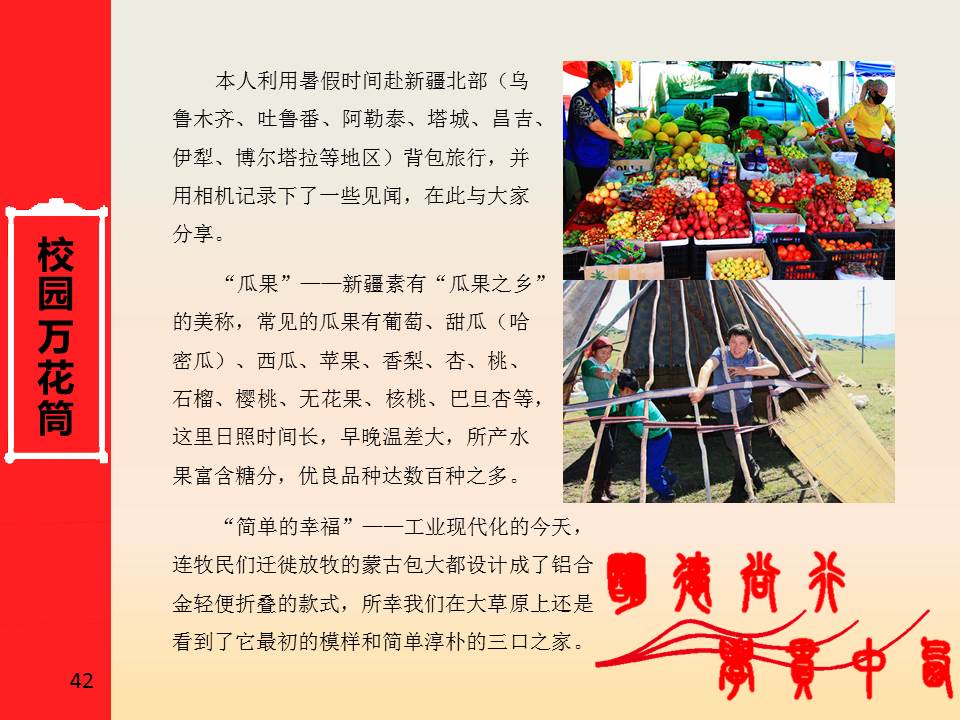 校园万花筒
本人利用暑假时间赴新疆北部（乌
鲁木齐、吐鲁番、阿勒泰、塔城、昌吉、
伊犁、博尔塔拉等地区）背包旅行，并
用相机记录下了一些见闻，在此与大家
分享。
“瓜果”——新疆素有“瓜果之乡”
的美称，常见的瓜果有葡萄、甜瓜（哈
密瓜）、西瓜、苹果、香梨、杏、桃、
石榴、樱桃、无花果、核桃、巴旦杏等，
这里日照时间长，早晚温差大，所产水
果富含糖分，优良品种达数百种之多。
“简单的幸福”——工业现代化的今天，
连牧民们迁徙放牧的蒙古包大都设计成了铝合
金轻便折叠的款式，所幸我们在大草原上还是
看到了它最初的模样和简单淳朴的三口之家。
德尚行
學貫中
42